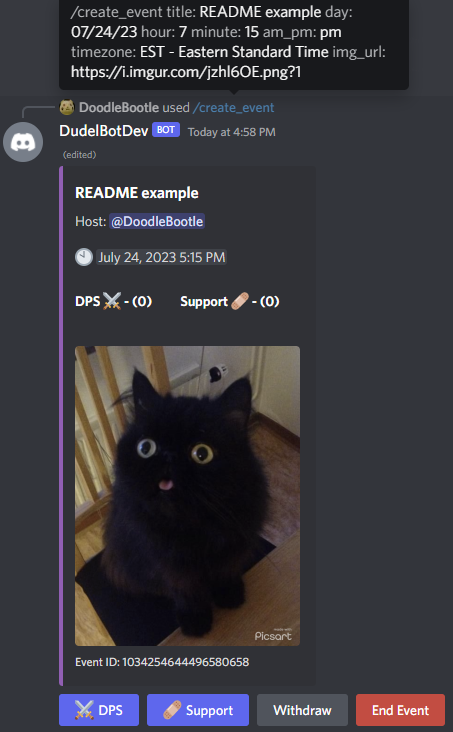 /create_event title: README example day:
07/24/23 hour: 7 minute: 15 am_pm: pm
timezone: EST - Eastern Standard Time img_url:
https://i.imgur.com/jzhl6OE.png?1
DoodleBootle used /create_event
DudelBotDev BOT Today at 4:58 PM
(edited)
README example
Host: @DoodleBootle
July 24, 2023 5:15 PM
DPS - (0) Support - (0)
made with
Picsart
Event ID: 1034254644496580658
DPS Support Withdraw End Event